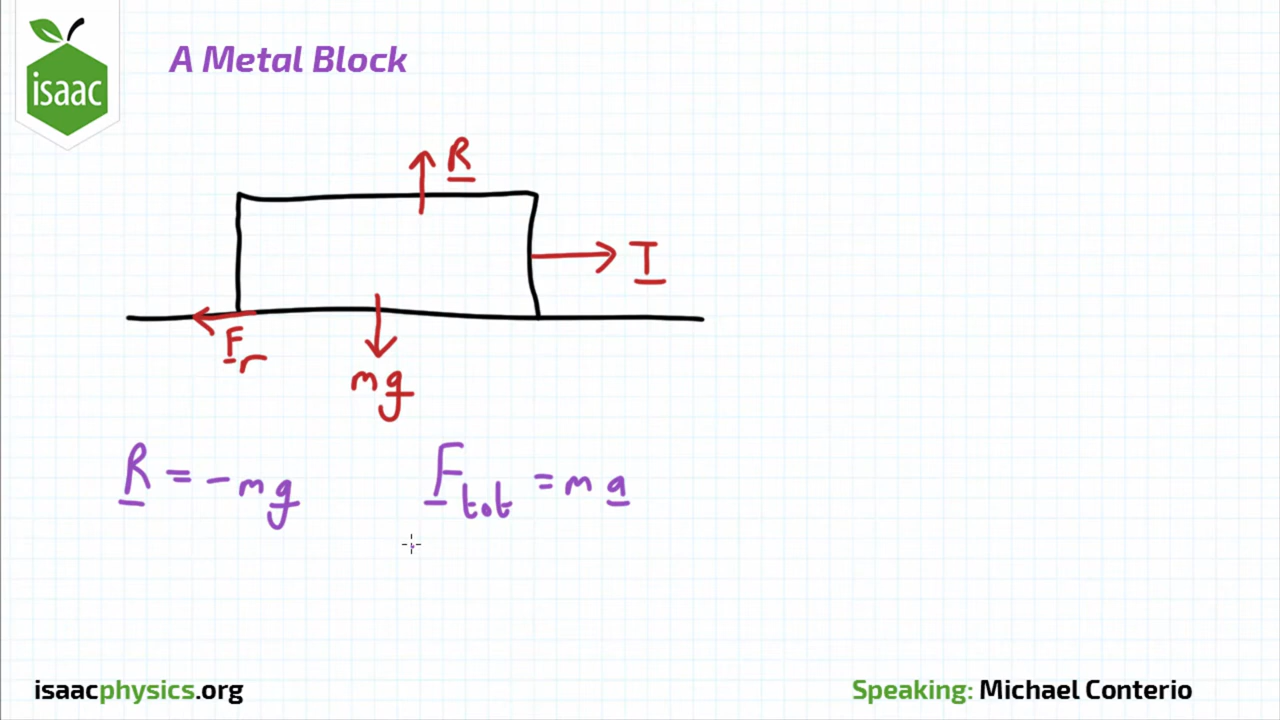 isaac
A Metal Block
R
T
Fr
mg
R = -mg
Ftot = ma
isaacphysics.org
Speaking: Michael Conterio